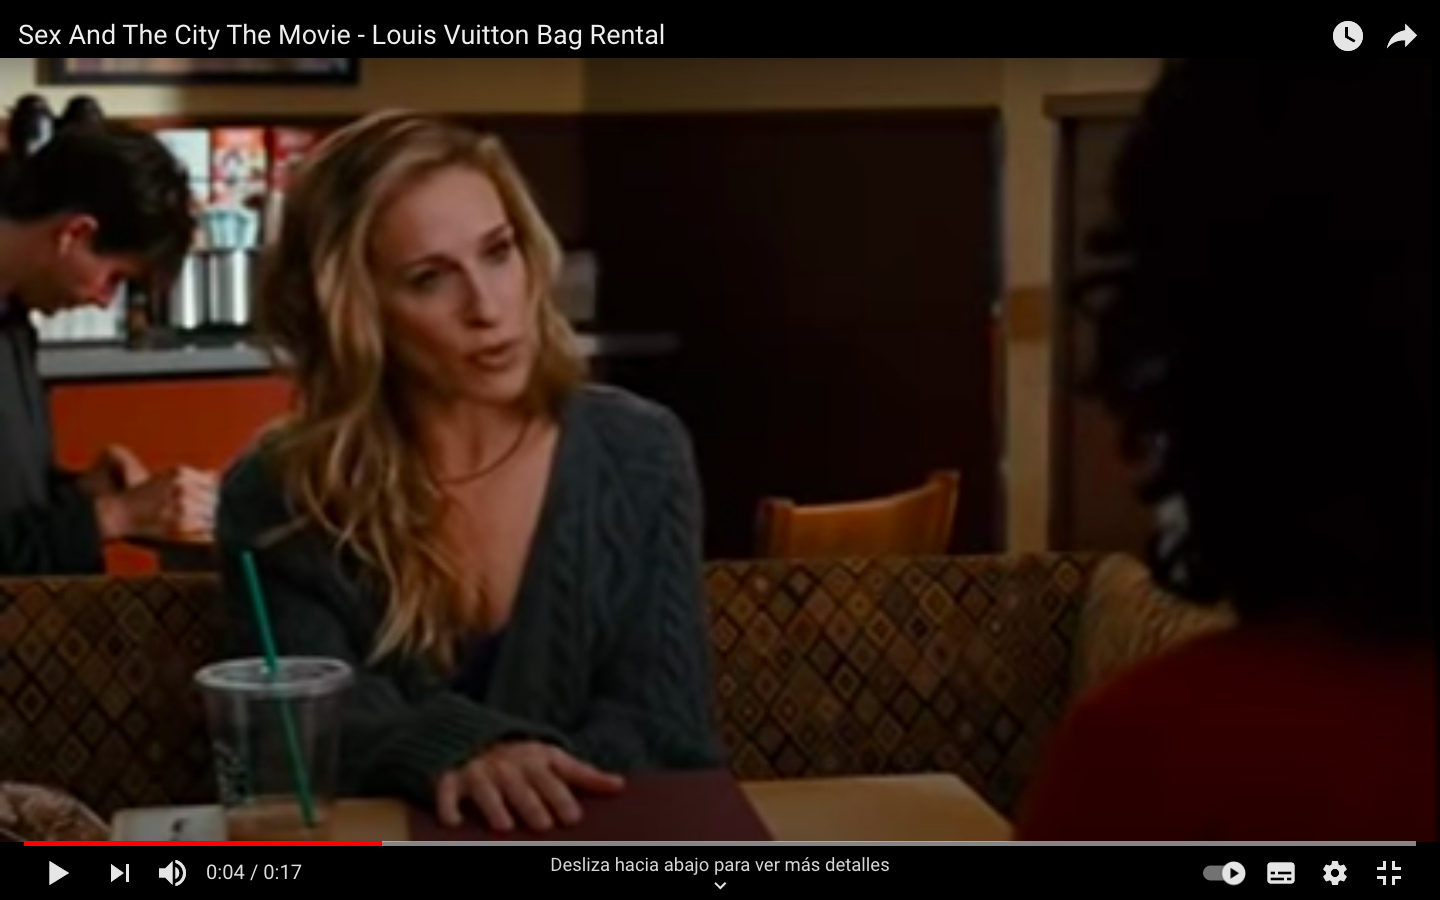 Sex And The City The Movie - Louis Vuitton Bag Rental
0:04 / 0:17
Desliza hacia abajo para ver más detalles